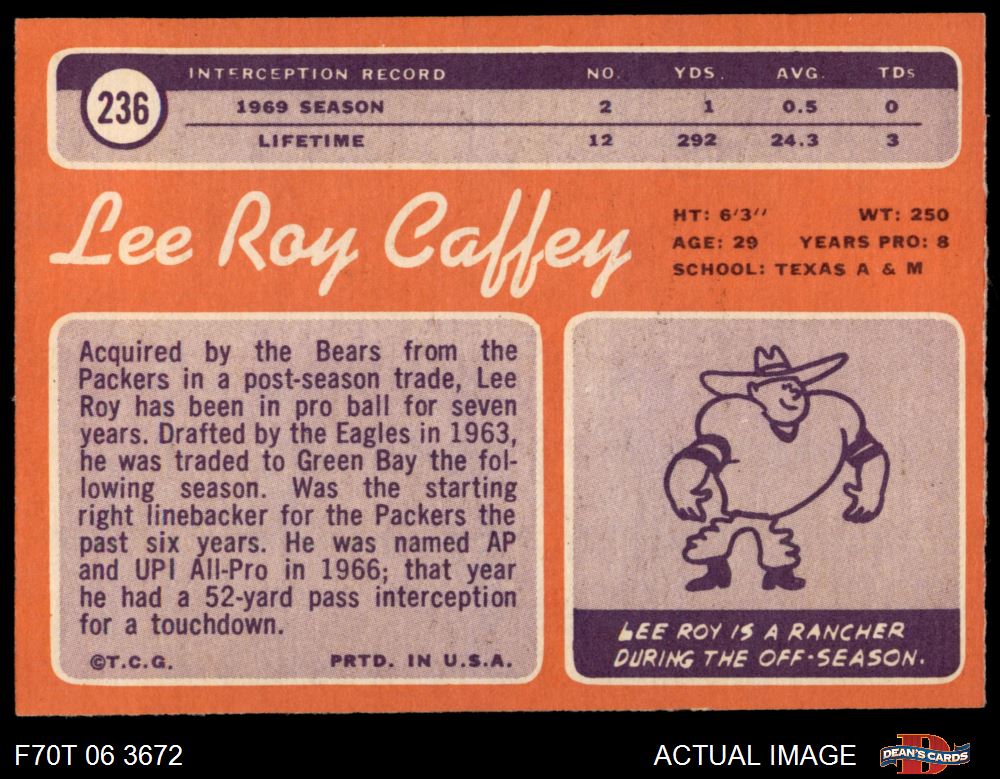 236
INTERCEPTION RECORD NO. YDS. AVG. TDs
1969 SEASON 2 1 0.5 0
LIFETIME 12 292 24.3 3
Lee Roy Caffey
HT: 6'3" WT: 250
AGE: 29 YEARS PRO: 8
SCHOOL: TEXAS A & M
Acquired by the Bears from the
Packers in a post-season trade, Lee
Roy has been in pro ball for seven
years. Drafted by the Eagles in 1963,
he was traded to Green Bay the fol-
lowing season. Was the starting
right linebacker for the Packers the
past six years. He was named AP
and UPI All-Pro in 1966; that year
he had a 52-yard pass interception
for a touchdown.
©T.C.G. PRTD. IN U.S.A.
LEE ROY IS A RANCHER
DURING THE OFF-SEASON.
F70T 06 3672 ACTUAL IMAGE DEAN'S CARDS